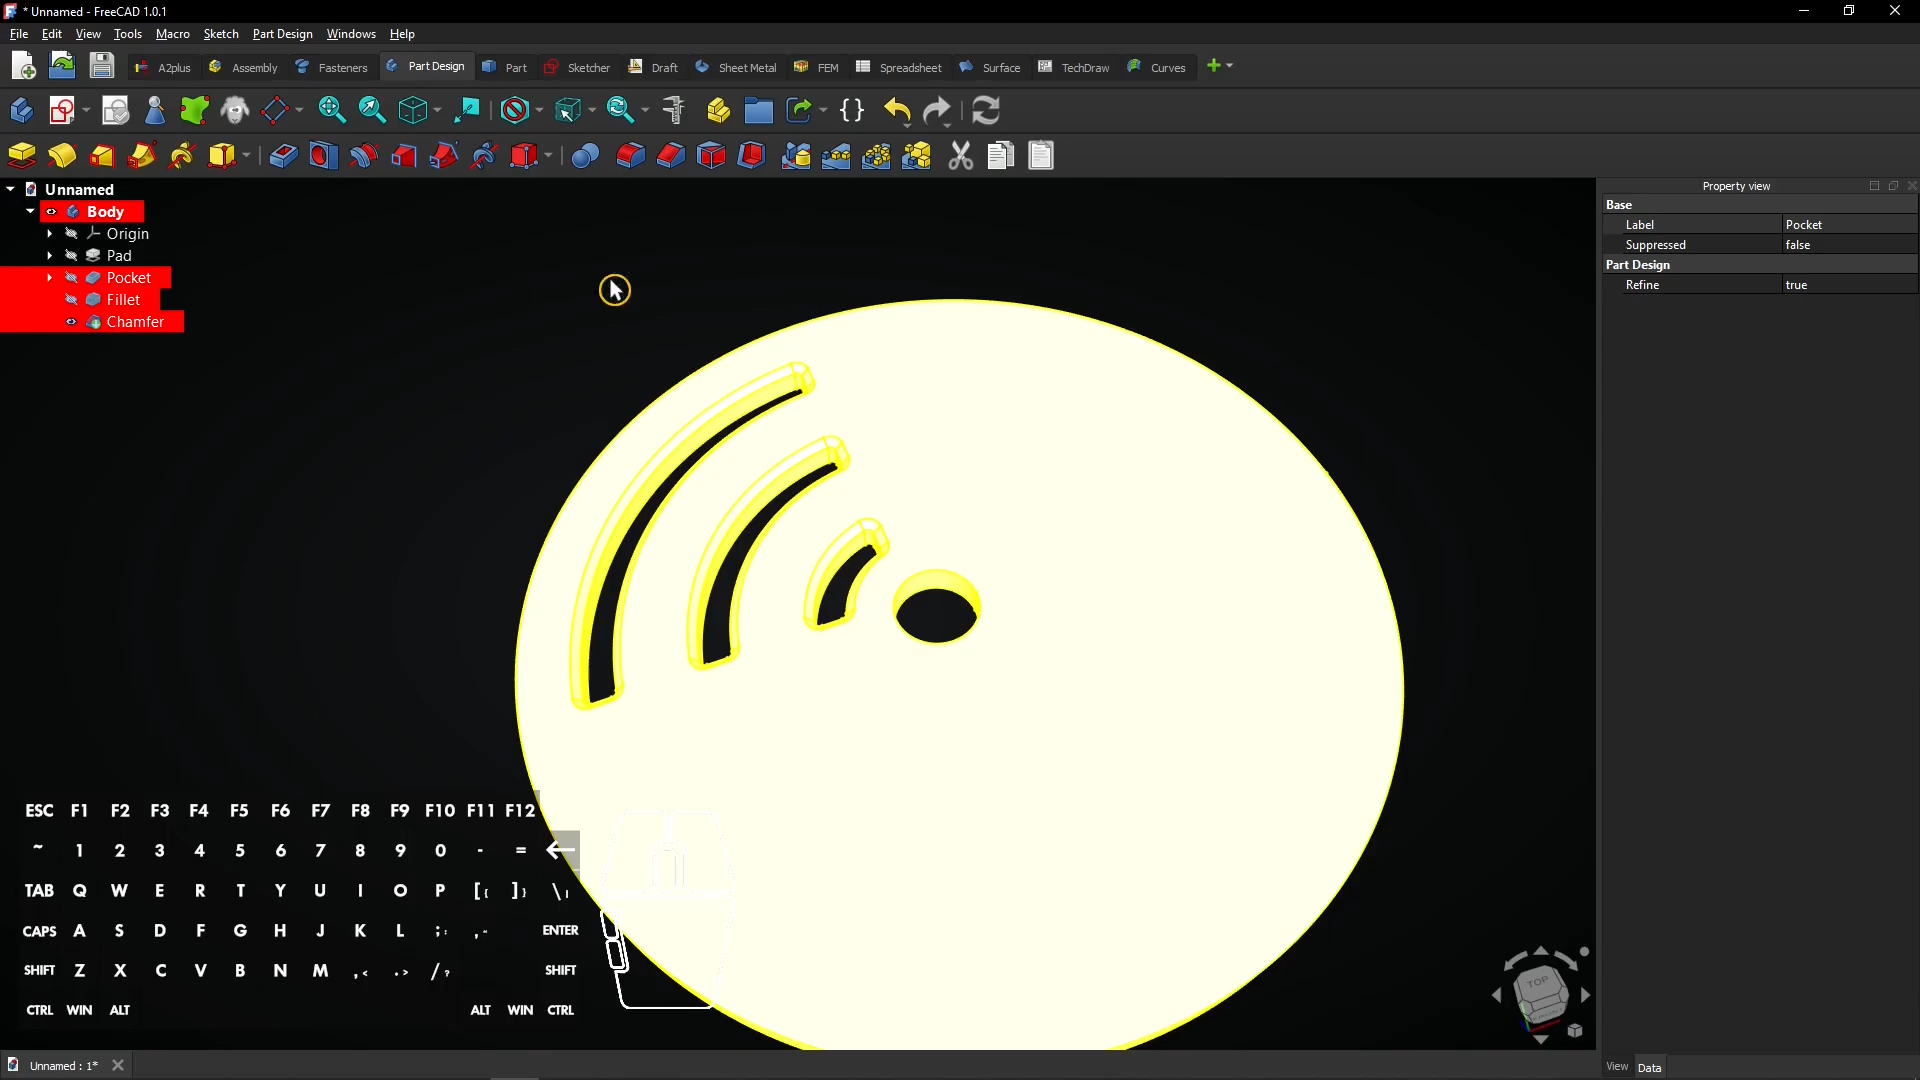 * Unnamed - FreeCAD 1.0.1
File Edit View Tools Macro Sketch Part Design Windows Help
A2plus Assembly Fasteners Part Design Part Sketcher Draft Sheet Metal FEM Spreadsheet Surface TechDraw Curves
Unnamed
Body
Origin
Pad
Pocket
Fillet
Chamfer
Property view
Base
Label Pocket
Suppressed false
Part Design
Refine true
ESC F1 F2 F3 F4 F5 F6 F7 F8 F9 F10 F11 F12
~ 1 2 3 4 5 6 7 8 9 0 - = ←
TAB Q W E R T Y U I O P [{ ]} \|
CAPS A S D F G H J K L ;: '" ENTER
SHIFT Z X C V B N M ,< .> /? SHIFT
CTRL WIN ALT ALT WIN CTRL
TOP
Unnamed : 1*
View Data